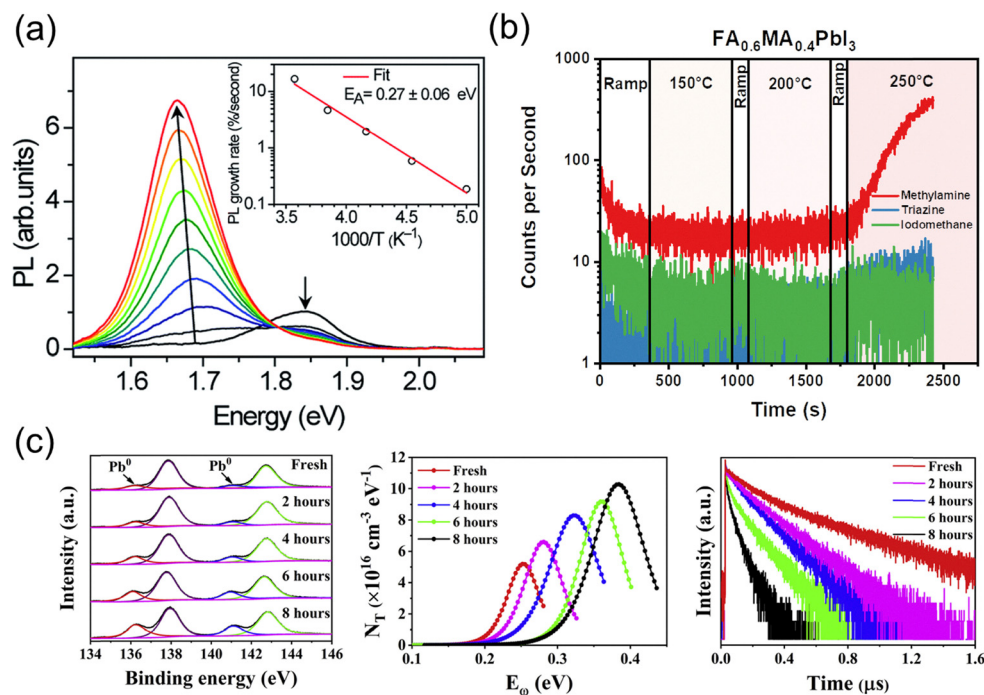 (a)
PL (arb.units)
6
4
2
0
1.6
1.7
1.8
1.9
2.0
Energy (eV)
PL growth rate (%/second)
10
1
0.1
Fit
E_A= 0.27 ± 0.06 eV
3.5
4.0
4.5
5.0
1000/T (K⁻¹)
(b)
FA₀.₆MA₀.₄PbI₃
Counts per Second
1000
100
10
1
Ramp
150°C
Ramp
200°C
Ramp
250°C
Methylamine
Triazine
Iodomethane
0
500
1000
1500
2000
2500
Time (s)
(c)
Intensity (a.u.)
Pb⁰
Pb⁰
Fresh
2 hours
4 hours
6 hours
8 hours
134
136
138
140
142
144
146
Binding energy (eV)
N_T (×10¹⁶ cm⁻³ eV⁻¹)
12
10
8
6
4
2
0
Fresh
2 hours
4 hours
6 hours
8 hours
0.1
0.2
0.3
0.4
E_ω (eV)
Intensity (a.u.)
Fresh
2 hours
4 hours
6 hours
8 hours
0.0
0.4
0.8
1.2
1.6
Time (μs)